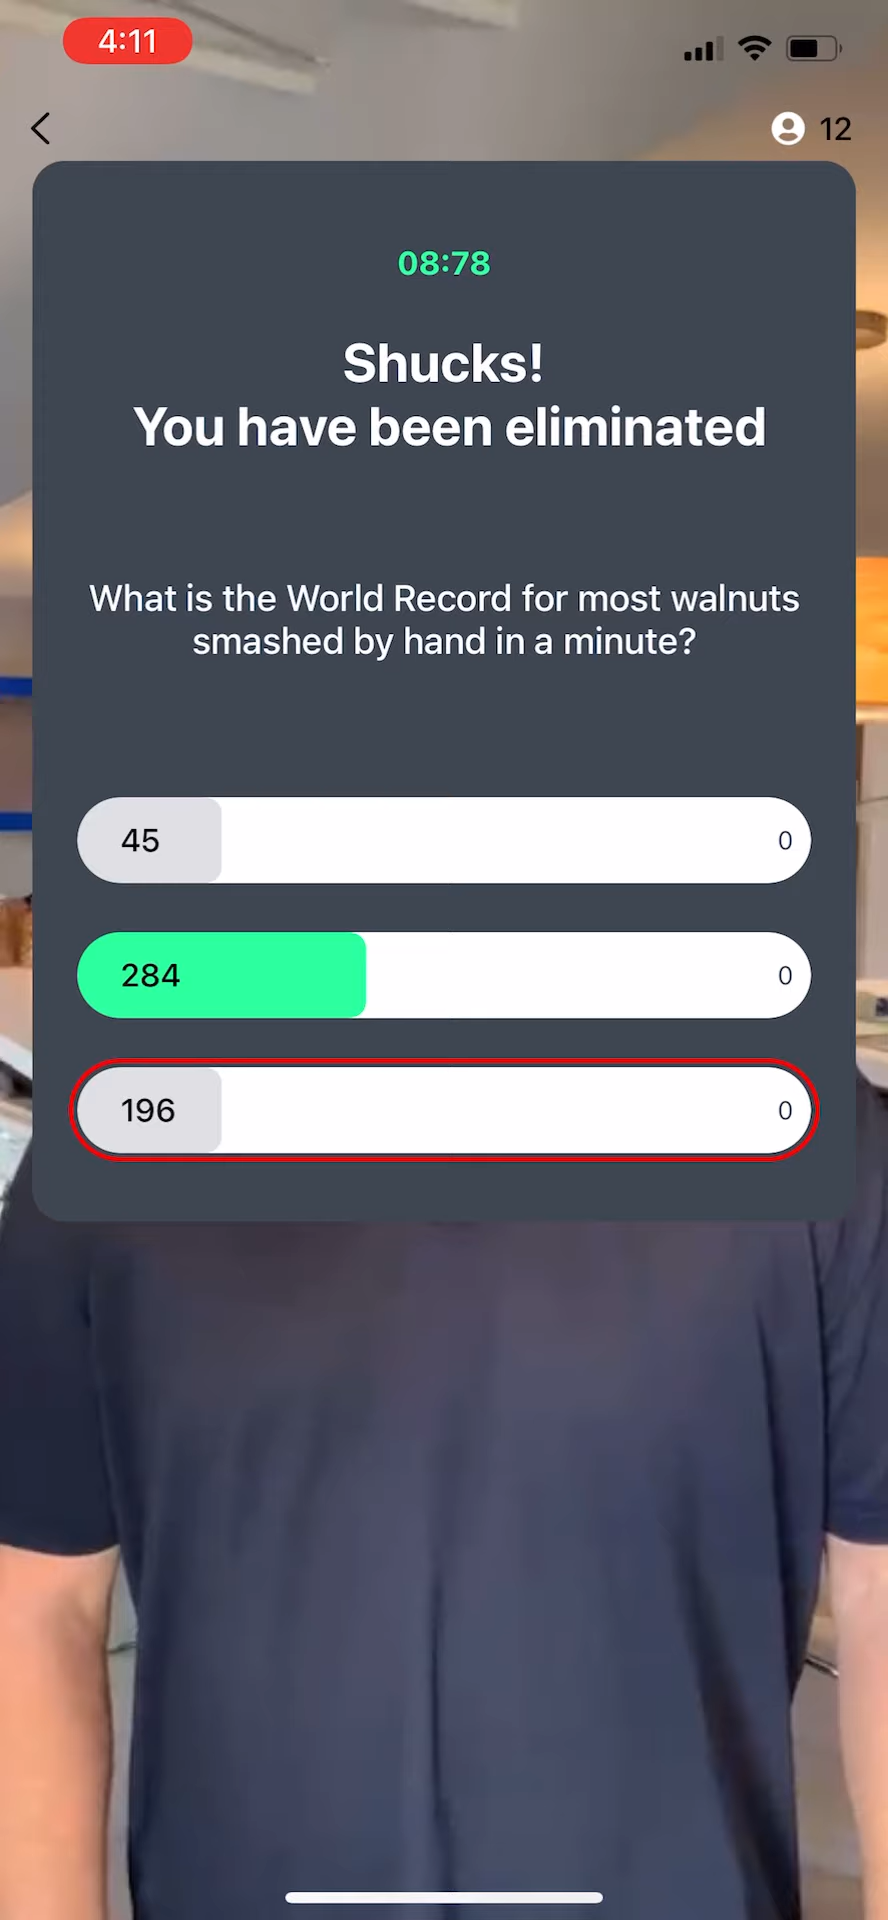 4:11
12
08:78
Shucks!
You have been eliminated
What is the World Record for most walnuts
smashed by hand in a minute?
45 0
284 0
196 0